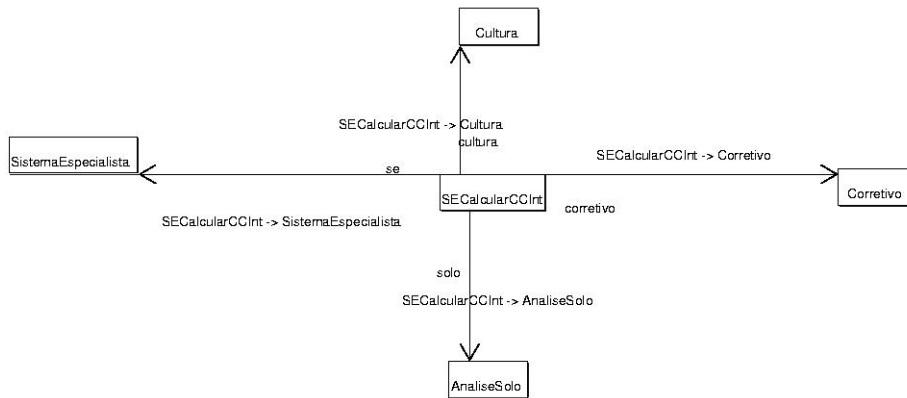 Cultura
SECalcularCCInt -> Cultura
cultura
SECalcularCCInt -> Corretivo
SistemaEspecialista
se
SECalcularCCInt
Corretivo
SECalcularCCInt -> SistemaEspecialista
corretivo
solo
SECalcularCCInt -> AnaliseSolo
AnaliseSolo